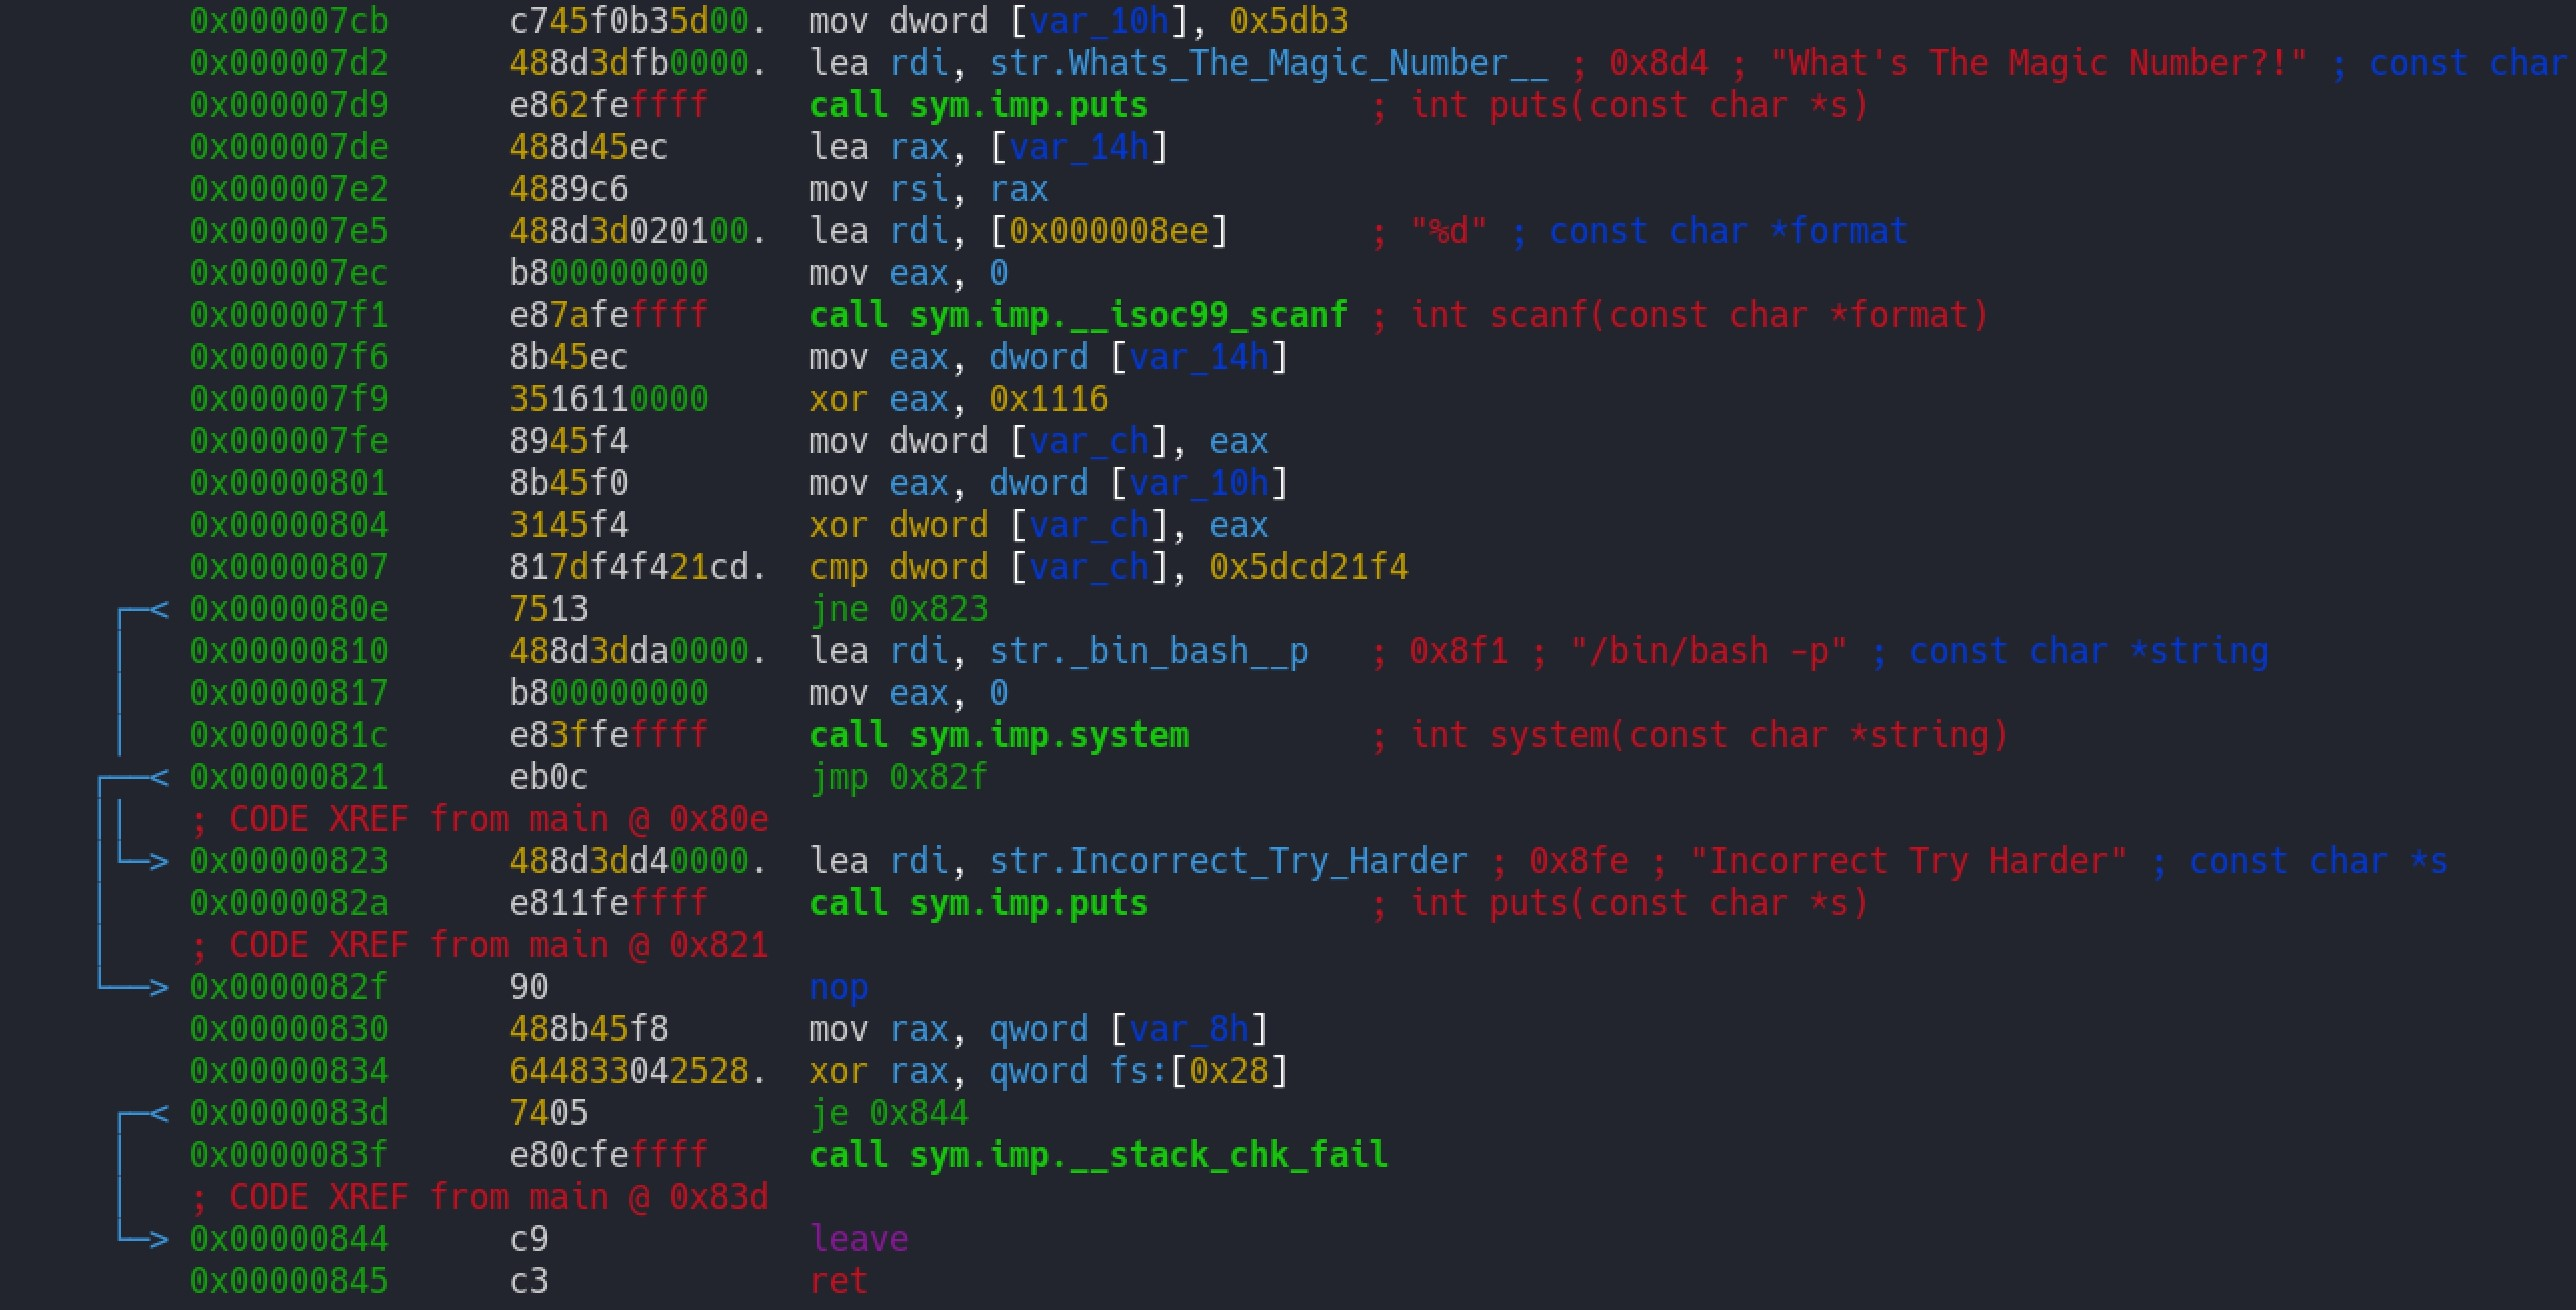 0x000007cb c745f0b35d00. mov dword [var_10h], 0x5db3
0x000007d2 488d3dfb0000. lea rdi, str.Whats_The_Magic_Number__ ; 0x8d4 ; "What's The Magic Number?!" ; const char
0x000007d9 e862feffff call sym.imp.puts ; int puts(const char *s)
0x000007de 488d45ec lea rax, [var_14h]
0x000007e2 4889c6 mov rsi, rax
0x000007e5 488d3d020100. lea rdi, [0x000008ee] ; "%d" ; const char *format
0x000007ec b800000000 mov eax, 0
0x000007f1 e87afeffff call sym.imp.__isoc99_scanf ; int scanf(const char *format)
0x000007f6 8b45ec mov eax, dword [var_14h]
0x000007f9 3516110000 xor eax, 0x1116
0x000007fe 8945f4 mov dword [var_ch], eax
0x00000801 8b45f0 mov eax, dword [var_10h]
0x00000804 3145f4 xor dword [var_ch], eax
0x00000807 817df4f421cd. cmp dword [var_ch], 0x5dcd21f4
0x0000080e 7513 jne 0x823
0x00000810 488d3dda0000. lea rdi, str._bin_bash__p ; 0x8f1 ; "/bin/bash -p" ; const char *string
0x00000817 b800000000 mov eax, 0
0x0000081c e83ffeffff call sym.imp.system ; int system(const char *string)
0x00000821 eb0c jmp 0x82f
; CODE XREF from main @ 0x80e
0x00000823 488d3dd40000. lea rdi, str.Incorrect_Try_Harder ; 0x8fe ; "Incorrect Try Harder" ; const char *s
0x0000082a e811feffff call sym.imp.puts ; int puts(const char *s)
; CODE XREF from main @ 0x821
0x0000082f 90 nop
0x00000830 488b45f8 mov rax, qword [var_8h]
0x00000834 644833042528. xor rax, qword fs:[0x28]
0x0000083d 7405 je 0x844
0x0000083f e80cfeffff call sym.imp.__stack_chk_fail
; CODE XREF from main @ 0x83d
0x00000844 c9 leave
0x00000845 c3 ret